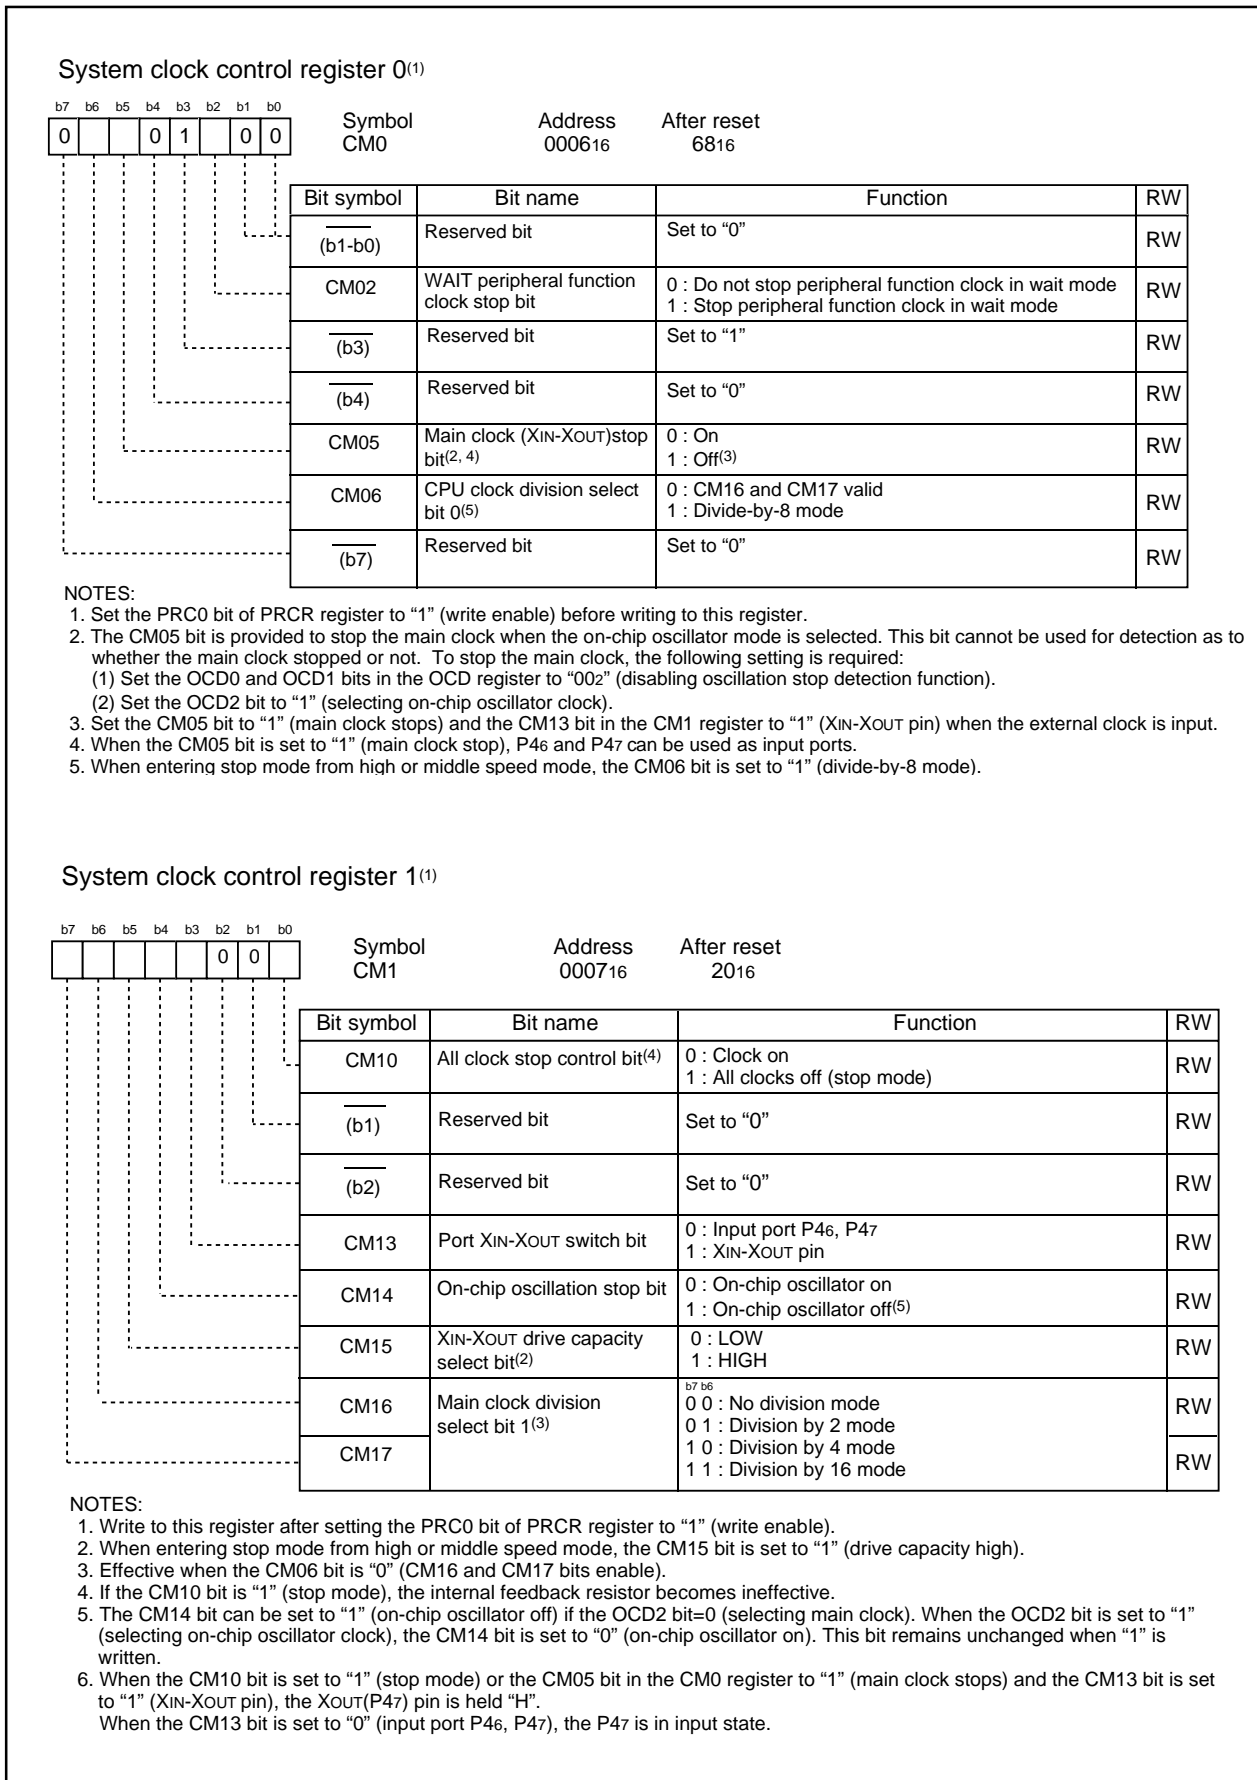 System clock control register 0(1)
b7 b6 b5 b4 b3 b2 b1 b0
0 0 1 0 0
Symbol Address After reset
CM0 000616 6816
Bit symbol Bit name Function RW
(b1-b0) Reserved bit Set to “0” RW
CM02 WAIT peripheral function 0 : Do not stop peripheral function clock in wait mode RW
clock stop bit 1 : Stop peripheral function clock in wait mode
(b3) Reserved bit Set to “1” RW
(b4) Reserved bit Set to “0” RW
CM05 Main clock (XIN-XOUT)stop 0 : On RW
bit(2, 4) 1 : Off(3)
CM06 CPU clock division select 0 : CM16 and CM17 valid RW
bit 0(5) 1 : Divide-by-8 mode
(b7) Reserved bit Set to “0” RW
NOTES:
1. Set the PRC0 bit of PRCR register to “1” (write enable) before writing to this register.
2. The CM05 bit is provided to stop the main clock when the on-chip oscillator mode is selected. This bit cannot be used for detection as to
whether the main clock stopped or not. To stop the main clock, the following setting is required:
(1) Set the OCD0 and OCD1 bits in the OCD register to “002” (disabling oscillation stop detection function).
(2) Set the OCD2 bit to “1” (selecting on-chip oscillator clock).
3. Set the CM05 bit to “1” (main clock stops) and the CM13 bit in the CM1 register to “1” (XIN-XOUT pin) when the external clock is input.
4. When the CM05 bit is set to “1” (main clock stop), P46 and P47 can be used as input ports.
5. When entering stop mode from high or middle speed mode, the CM06 bit is set to “1” (divide-by-8 mode).
System clock control register 1(1)
b7 b6 b5 b4 b3 b2 b1 b0
0 0
Symbol Address After reset
CM1 000716 2016
Bit symbol Bit name Function RW
CM10 All clock stop control bit(4) 0 : Clock on RW
1 : All clocks off (stop mode)
(b1) Reserved bit Set to “0” RW
(b2) Reserved bit Set to “0” RW
CM13 Port XIN-XOUT switch bit 0 : Input port P46, P47 RW
1 : XIN-XOUT pin
CM14 On-chip oscillation stop bit 0 : On-chip oscillator on RW
1 : On-chip oscillator off(5)
CM15 XIN-XOUT drive capacity 0 : LOW RW
select bit(2) 1 : HIGH
b7 b6
CM16 Main clock division 0 0 : No division mode RW
select bit 1(3) 0 1 : Division by 2 mode
CM17 1 0 : Division by 4 mode RW
1 1 : Division by 16 mode
NOTES:
1. Write to this register after setting the PRC0 bit of PRCR register to “1” (write enable).
2. When entering stop mode from high or middle speed mode, the CM15 bit is set to “1” (drive capacity high).
3. Effective when the CM06 bit is “0” (CM16 and CM17 bits enable).
4. If the CM10 bit is “1” (stop mode), the internal feedback resistor becomes ineffective.
5. The CM14 bit can be set to “1” (on-chip oscillator off) if the OCD2 bit=0 (selecting main clock). When the OCD2 bit is set to “1”
(selecting on-chip oscillator clock), the CM14 bit is set to “0” (on-chip oscillator on). This bit remains unchanged when “1” is
written.
6. When the CM10 bit is set to “1” (stop mode) or the CM05 bit in the CM0 register to “1” (main clock stops) and the CM13 bit is set
to “1” (XIN-XOUT pin), the XOUT(P47) pin is held “H”.
When the CM13 bit is set to “0” (input port P46, P47), the P47 is in input state.